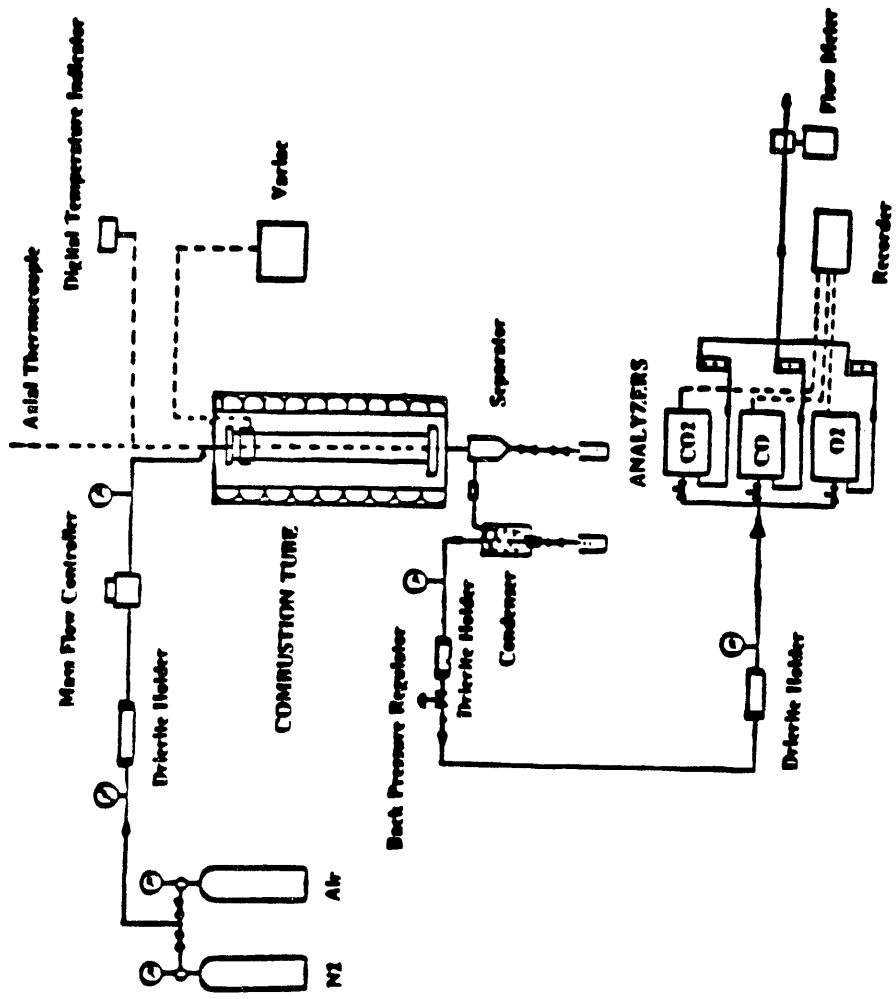 Axial Thermocouple
Digital Temperature Indicator
Variac
Mass Flow Controller
Drierite Holder
COMBUSTION TUBE
Separator
Condenser
Drierite Holder
Back Pressure Regulator
N2
Air
ANALYZERS
CO2
CO
O2
Drierite Holder
Recorder
Flow Meter